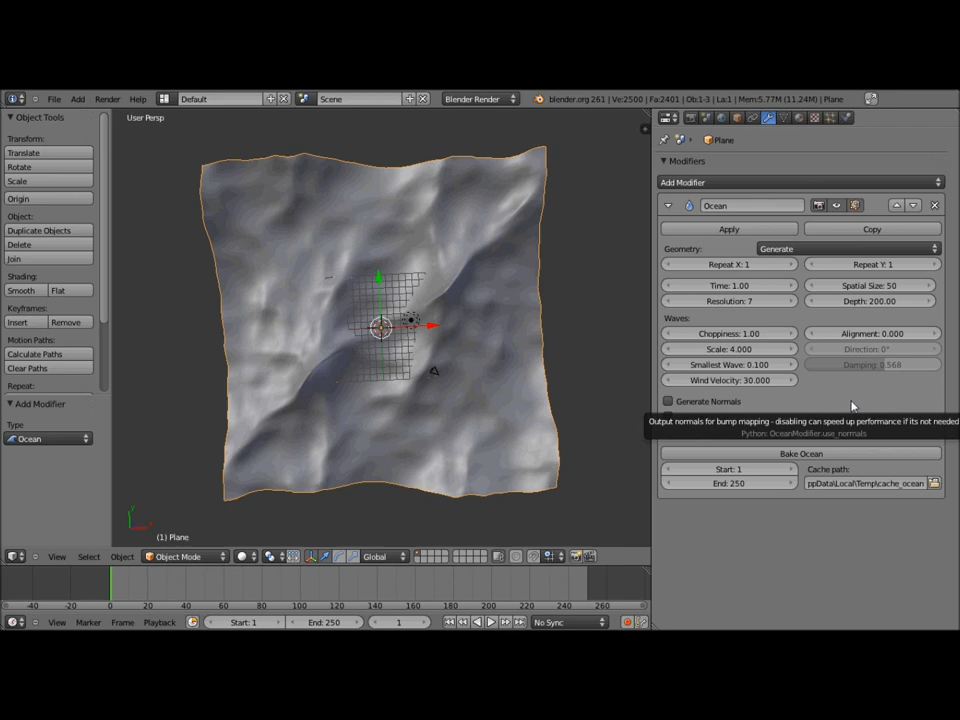 File Add Render Help Default Scene Blender Render blender.org 261 | Ve:2500 | Fa:2401 | Ob:1-3 | La:1 | Mem:5.77M (11.24M) | Plane
Object Tools
Transform:
Translate
Rotate
Scale
Origin
Object:
Duplicate Objects
Delete
Join
Shading:
Smooth Flat
Keyframes:
Insert Remove
Motion Paths:
Calculate Paths
Clear Paths
Repeat:
Add Modifier
Type
Ocean
User Persp
(1) Plane
Plane
Modifiers
Add Modifier
Ocean
Apply Copy
Geometry: Generate
Repeat X: 1 Repeat Y: 1
Time: 1.00 Spatial Size: 50
Resolution: 7 Depth: 200.00
Waves:
Choppiness: 1.00 Alignment: 0.000
Scale: 4.000 Direction: 0°
Smallest Wave: 0.100 Damping: 0.568
Wind Velocity: 30.000
Generate Normals
Output normals for bump mapping - disabling can speed up performance if its not needed
Python: OceanModifier.use_normals
Bake Ocean
Start: 1 Cache path:
End: 250 ppData\Local\Temp\cache_ocean
View Select Object Object Mode Global
-40 -20 0 20 40 60 80 100 120 140 160 180 200 220 240 260
View Marker Frame Playback Start: 1 End: 250 1 No Sync